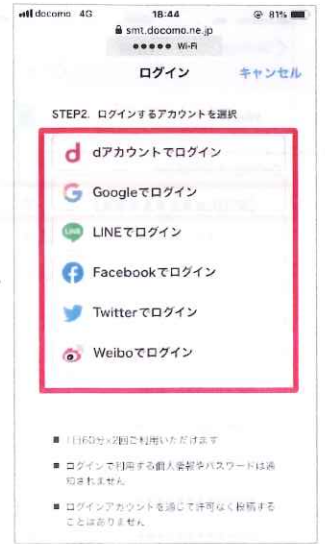 docomo 4G 18:44 81%
smt.docomo.ne.jp
●●●●● Wi-Fi
ログイン キャンセル
STEP2. ログインするアカウントを選択
d dアカウントでログイン
G Googleでログイン
LINE LINEでログイン
f Facebookでログイン
Twitterでログイン
Weiboでログイン
■ 1日60分×2回ご利用いただけます
■ ログインで利用する個人情報やパスワードは通
知されません
■ ログインアカウントを通じて許可なく投稿する
ことはありません